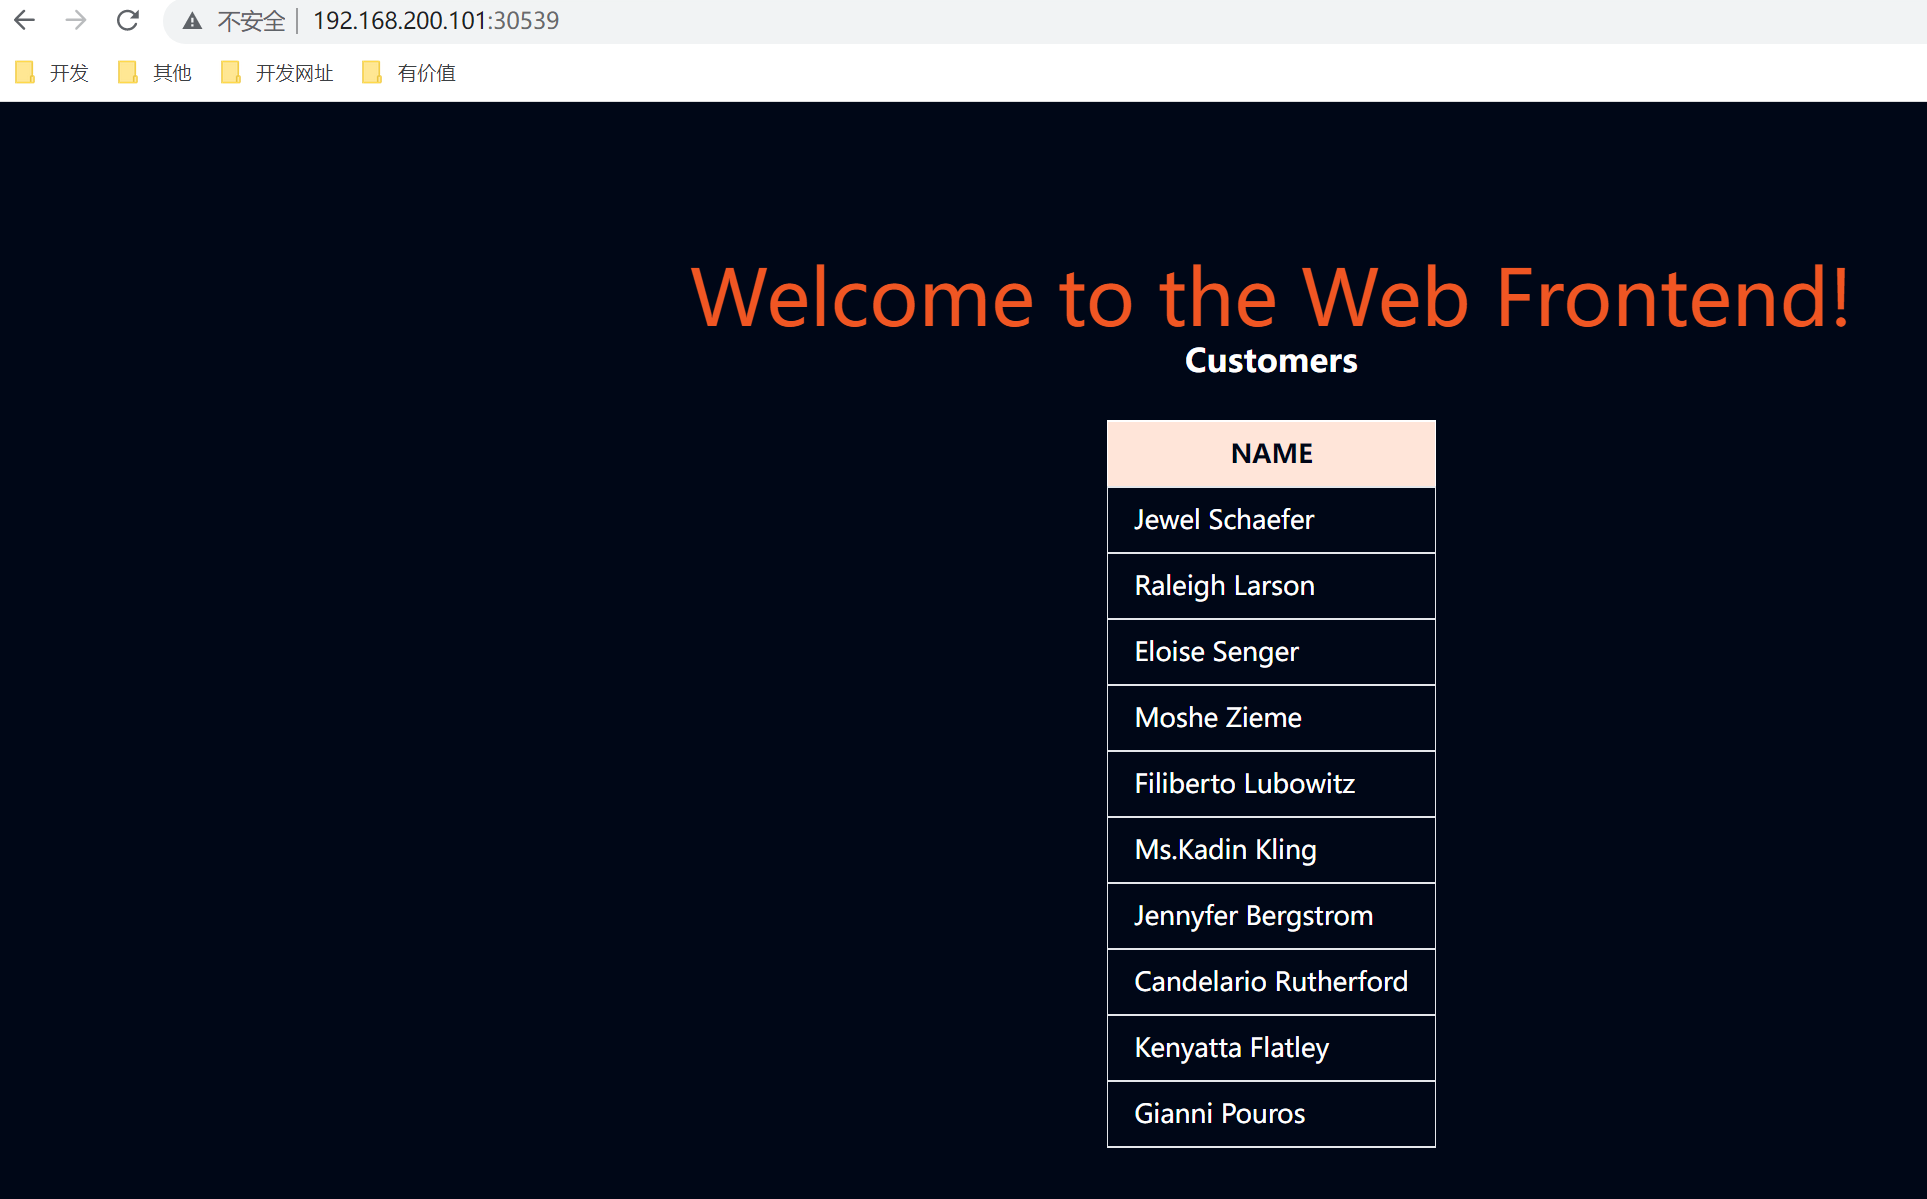 不安全 192.168.200.101:30539
开发 其他 开发网址 有价值
Welcome to the Web Frontend!
Customers
NAME
Jewel Schaefer
Raleigh Larson
Eloise Senger
Moshe Zieme
Filiberto Lubowitz
Ms.Kadin Kling
Jennyfer Bergstrom
Candelario Rutherford
Kenyatta Flatley
Gianni Pouros